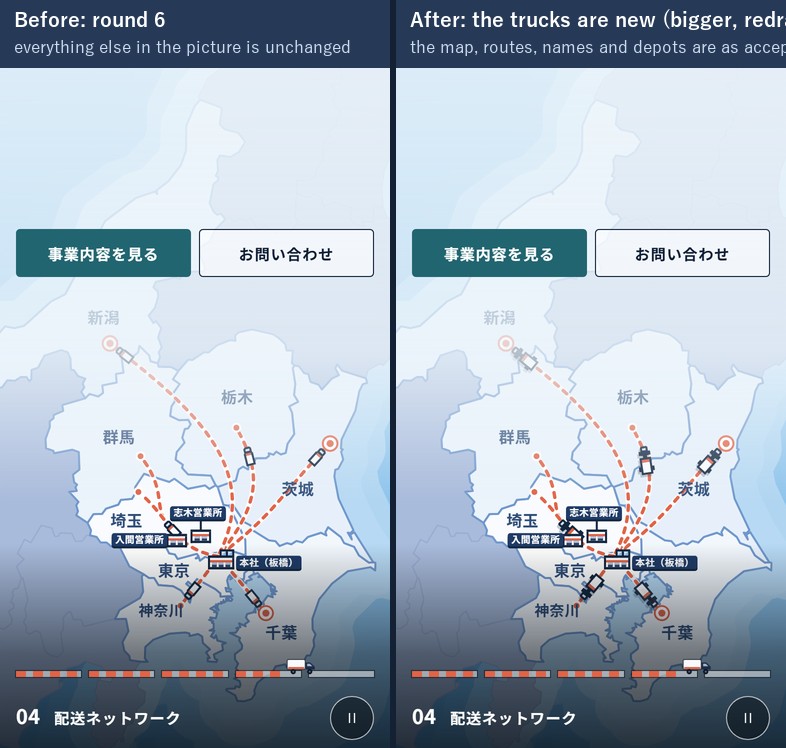 Before: round 6
everything else in the picture is unchanged
事業内容を見る
お問い合わせ
新潟
栃木
群馬
茨城
埼玉
志木営業所
入間営業所
本社（板橋）
東京
神奈川
千葉
04 配送ネットワーク
After: the trucks are new (bigger, redra
the map, routes, names and depots are as accep
事業内容を見る
お問い合わせ
新潟
栃木
群馬
茨城
埼玉
志木営業所
入間営業所
本社（板橋）
東京
神奈川
千葉
04 配送ネットワーク